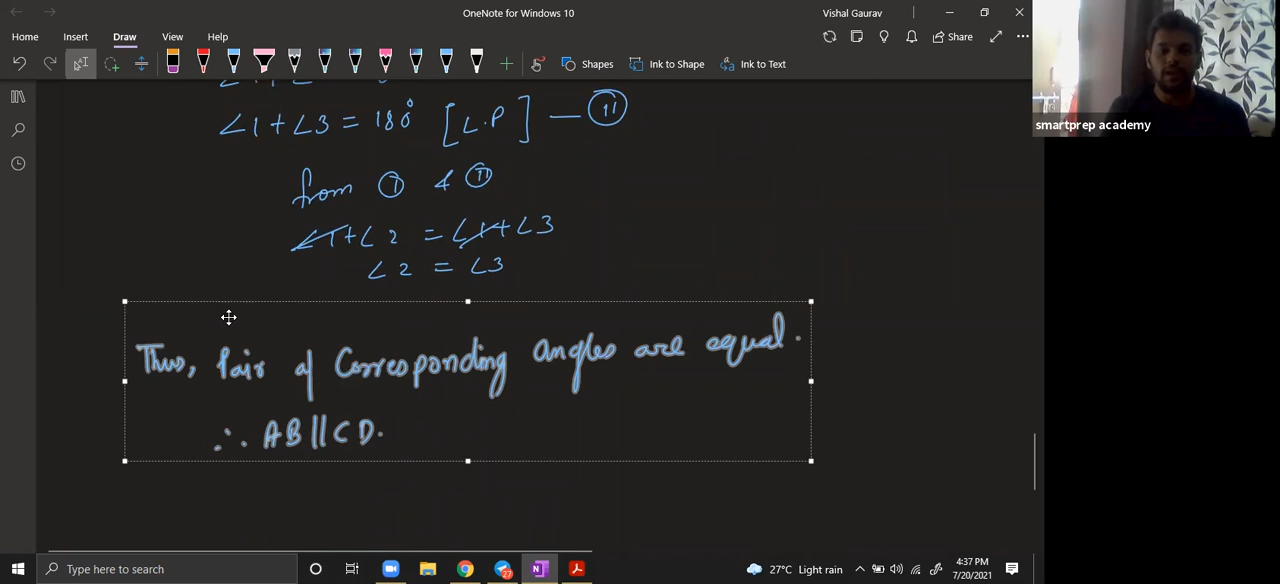 OneNote for Windows 10
Vishal Gaurav
Home Insert Draw View Help
Share
Shapes Ink to Shape Ink to Text
smartprep academy
∠1 + ∠3 = 180° [L.P] — II
from I & II
∠1 + ∠2 = ∠1 + ∠3
∠2 = ∠3
Thus, Pair of Corresponding angles are equal.
∴ AB||CD.
Type here to search
27
27°C Light rain
4:37 PM
7/20/2021